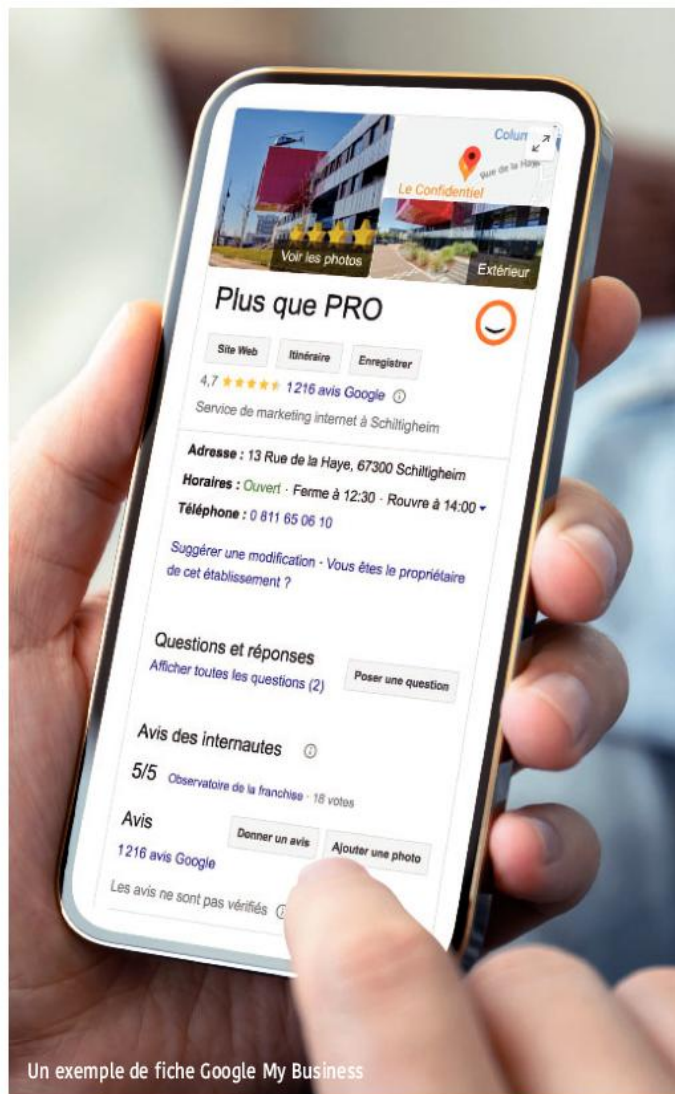 Colum
Rue de la Haye
Le Confidentiel
Voir les photos
Extérieur
Plus que PRO
Site Web
Itinéraire
Enregistrer
4,7 1216 avis Google
Service de marketing internet à Schiltigheim
Adresse : 13 Rue de la Haye, 67300 Schiltigheim
Horaires : Ouvert · Ferme à 12:30 · Rouvre à 14:00
Téléphone : 0 811 65 06 10
Suggérer une modification · Vous êtes le propriétaire
de cet établissement ?
Questions et réponses
Afficher toutes les questions (2)
Poser une question
Avis des internautes
5/5 Observatoire de la franchise · 18 votes
Avis
Donner un avis
Ajouter une photo
1216 avis Google
Les avis ne sont pas vérifiés
Un exemple de fiche Google My Business